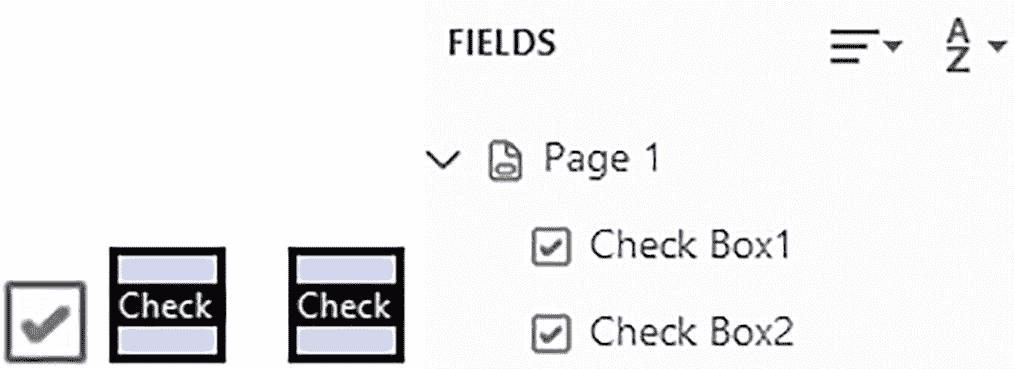 FIELDS
A
Z
Page 1
Check Box1
Check Check
Check Box2